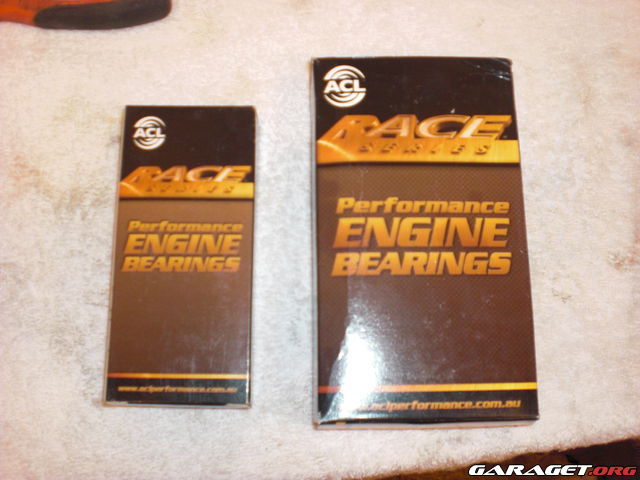 ACL
RACE
SERIES
Performance
ENGINE
BEARINGS
www.aclperformance.com.au
ACL
RACE
SERIES
Performance
ENGINE
BEARINGS
www.aclperformance.com.au
GARAGET.ORG